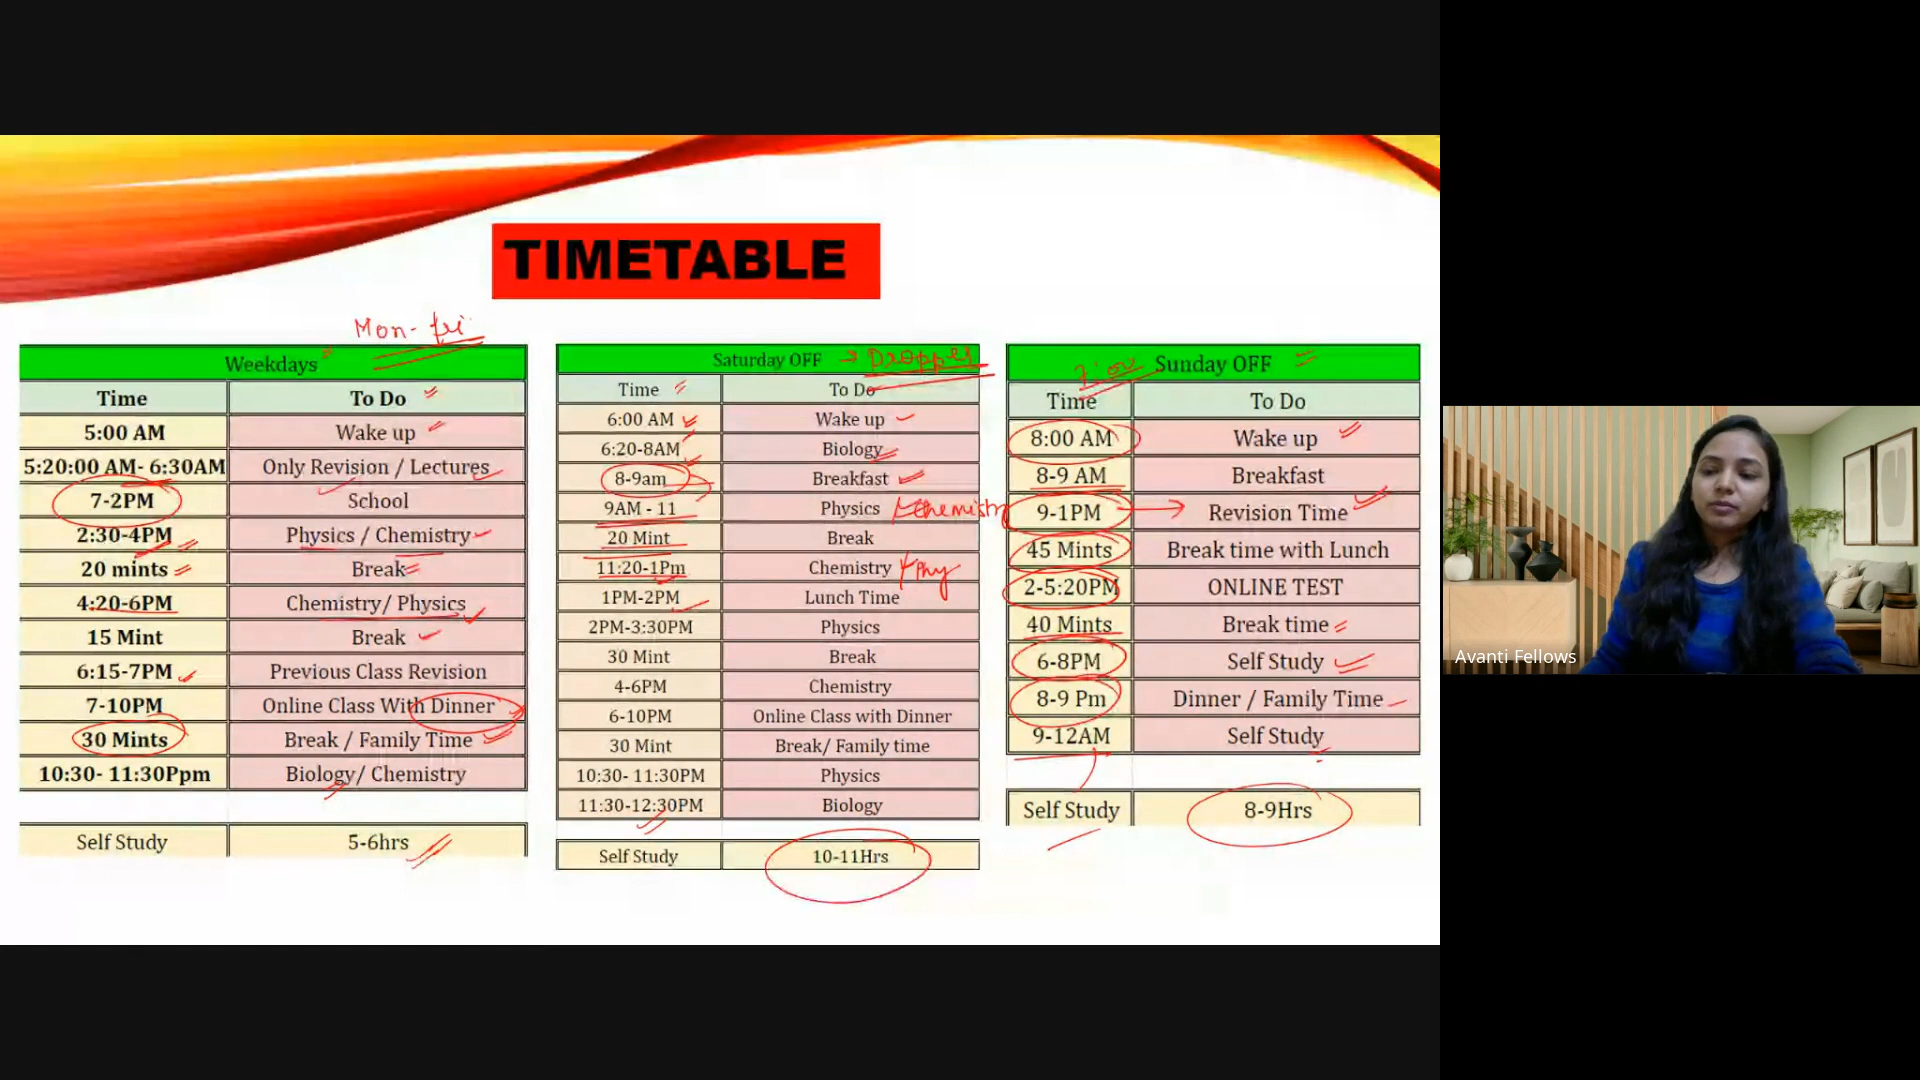 TIMETABLE
Mon-fri
Weekdays
Time To Do
5:00 AM Wake up
5:20:00 AM- 6:30AM Only Revision / Lectures
7-2PM School
2:30-4PM Physics / Chemistry
20 mints Break
4:20-6PM Chemistry/ Physics
15 Mint Break
6:15-7PM Previous Class Revision
7-10PM Online Class With Dinner
30 Mints Break / Family Time
10:30- 11:30Ppm Biology/ Chemistry
Self Study 5-6hrs
Saturday OFF Dropper
Time To Do
6:00 AM Wake up
6:20-8AM Biology
8-9am Breakfast
9AM - 11 Physics Chemistry
20 Mint Break
11:20-1Pm Chemistry Phy
1PM-2PM Lunch Time
2PM-3:30PM Physics
30 Mint Break
4-6PM Chemistry
6-10PM Online Class with Dinner
30 Mint Break/ Family time
10:30- 11:30PM Physics
11:30-12:30PM Biology
Self Study 10-11Hrs
Sunday OFF
Time To Do
8:00 AM Wake up
8-9 AM Breakfast
9-1PM Revision Time
45 Mints Break time with Lunch
2-5:20PM ONLINE TEST
40 Mints Break time
6-8PM Self Study
8-9 Pm Dinner / Family Time
9-12AM Self Study
Self Study 8-9Hrs
Avanti Fellows